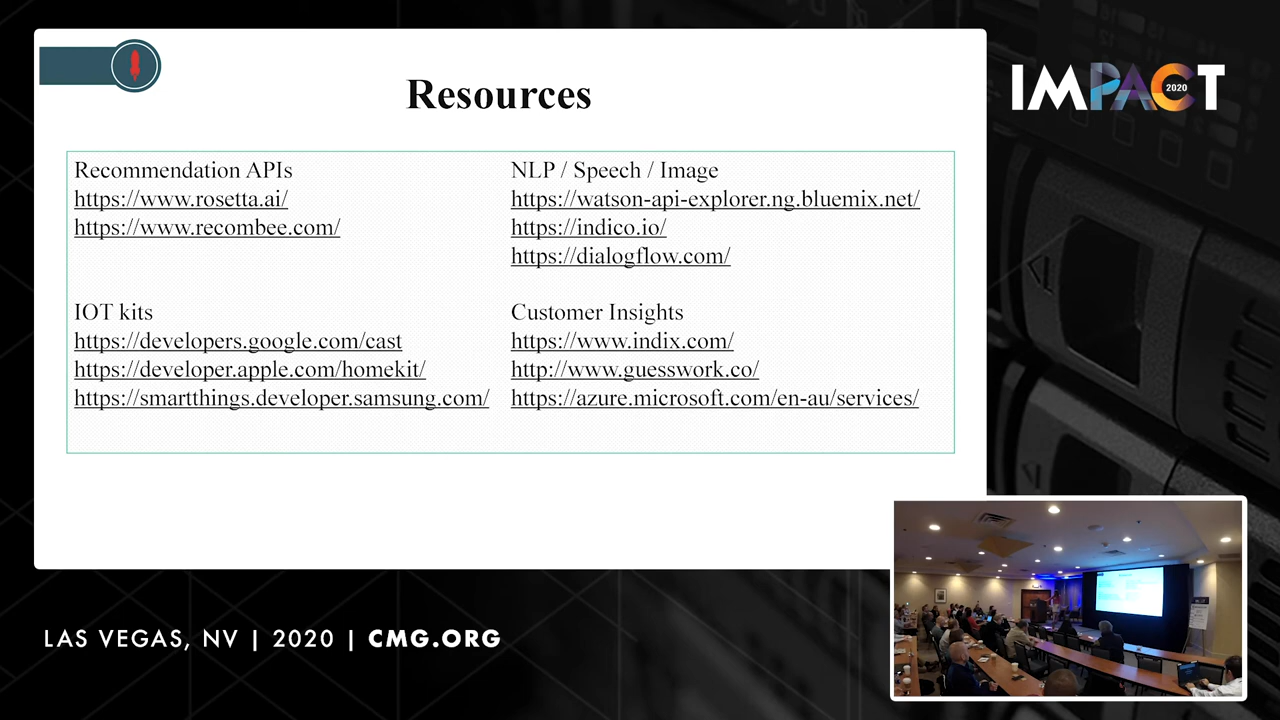 Resources
Recommendation APIs
https://www.rosetta.ai/
https://www.recombee.com/
NLP / Speech / Image
https://watson-api-explorer.ng.bluemix.net/
https://indico.io/
https://dialogflow.com/
IOT kits
https://developers.google.com/cast
https://developer.apple.com/homekit/
https://smartthings.developer.samsung.com/
Customer Insights
https://www.indix.com/
http://www.guesswork.co/
https://azure.microsoft.com/en-au/services/
IMPACT
2020
LAS VEGAS, NV | 2020 | CMG.ORG